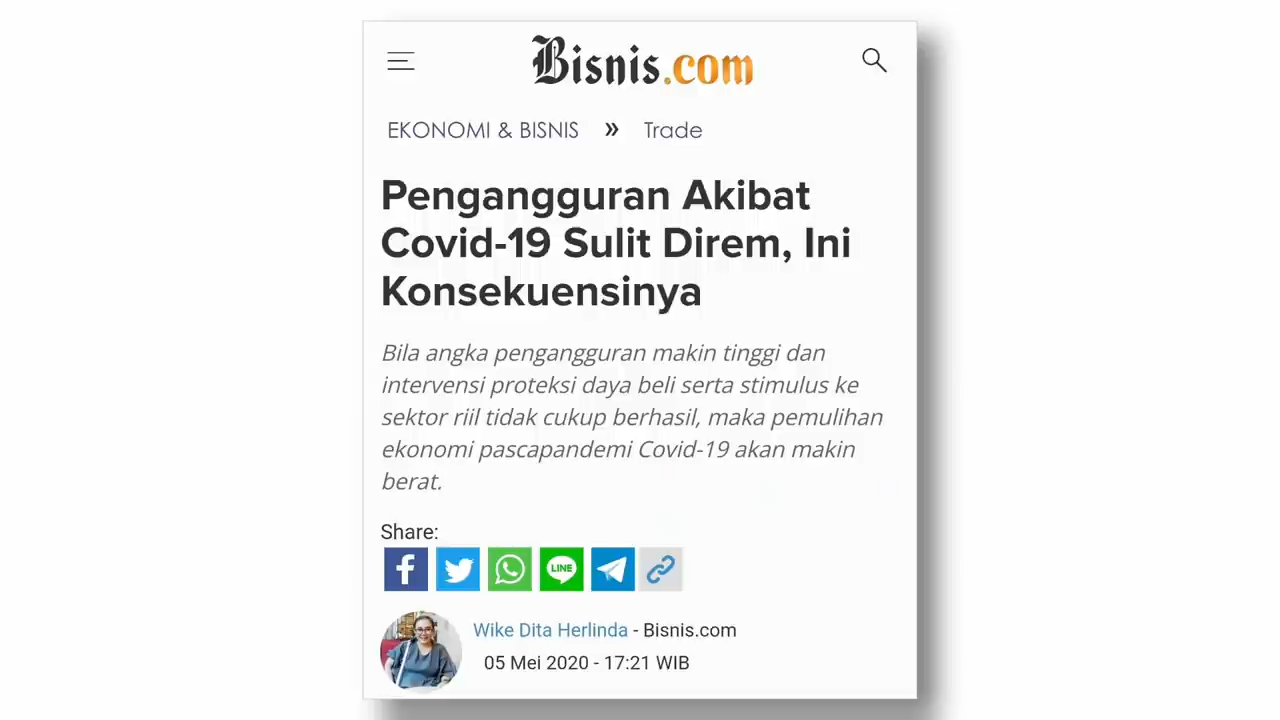 Bisnis.com
EKONOMI & BISNIS » Trade
Pengangguran Akibat
Covid-19 Sulit Direm, Ini
Konsekuensinya
Bila angka pengangguran makin tinggi dan
intervensi proteksi daya beli serta stimulus ke
sektor riil tidak cukup berhasil, maka pemulihan
ekonomi pascapandemi Covid-19 akan makin
berat.
Share:
LINE
Wike Dita Herlinda - Bisnis.com
05 Mei 2020 - 17:21 WIB